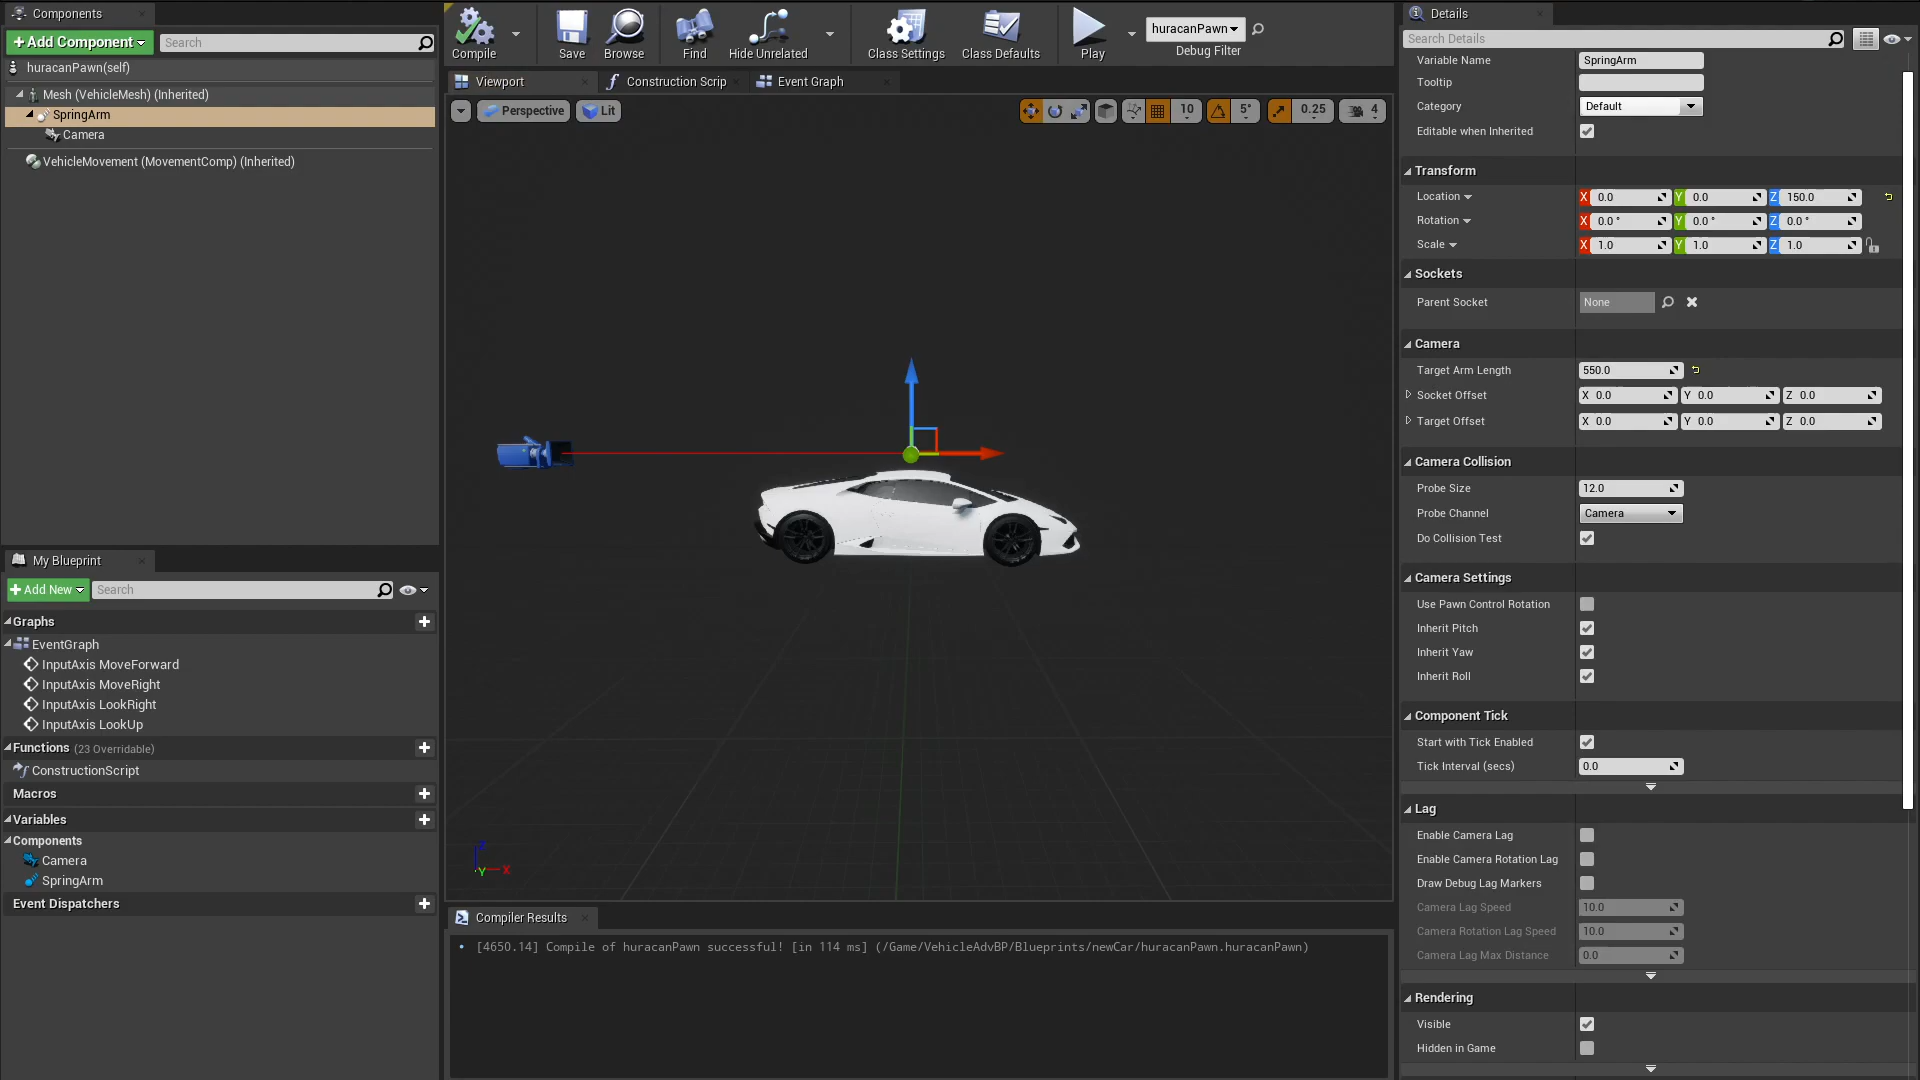 Components
+ Add Component
Search
huracanPawn(self)
Mesh (VehicleMesh) (Inherited)
SpringArm
Camera
VehicleMovement (MovementComp) (Inherited)
My Blueprint
+ Add New
Search
Graphs
EventGraph
InputAxis MoveForward
InputAxis MoveRight
InputAxis LookRight
InputAxis LookUp
Functions (23 Overridable)
ConstructionScript
Macros
Variables
Components
Camera
SpringArm
Event Dispatchers
Compile
Save
Browse
Find
Hide Unrelated
Class Settings
Class Defaults
Play
huracanPawn
Debug Filter
Viewport
Construction Scrip
Event Graph
Perspective
Lit
10
5°
0.25
4
Z
Y
X
Compiler Results
[4650.14] Compile of huracanPawn successful! [in 114 ms] (/Game/VehicleAdvBP/Blueprints/newCar/huracanPawn.huracanPawn)
Details
Search Details
Variable Name SpringArm
Tooltip
Category Default
Editable when Inherited
Transform
Location X 0.0 Y 0.0 Z 150.0
Rotation X 0.0 ° Y 0.0 ° Z 0.0 °
Scale X 1.0 Y 1.0 Z 1.0
Sockets
Parent Socket None
Camera
Target Arm Length 550.0
Socket Offset X 0.0 Y 0.0 Z 0.0
Target Offset X 0.0 Y 0.0 Z 0.0
Camera Collision
Probe Size 12.0
Probe Channel Camera
Do Collision Test
Camera Settings
Use Pawn Control Rotation
Inherit Pitch
Inherit Yaw
Inherit Roll
Component Tick
Start with Tick Enabled
Tick Interval (secs) 0.0
Lag
Enable Camera Lag
Enable Camera Rotation Lag
Draw Debug Lag Markers
Camera Lag Speed 10.0
Camera Rotation Lag Speed 10.0
Camera Lag Max Distance 0.0
Rendering
Visible
Hidden in Game